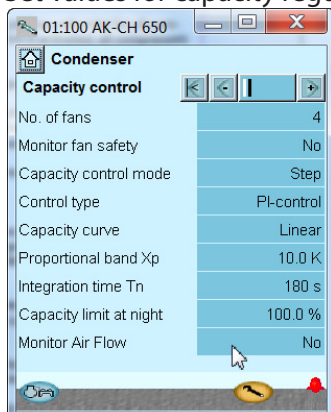 01:100 AK-CH 650
Condenser
Capacity control
No. of fans 4
Monitor fan safety No
Capacity control mode Step
Control type PI-control
Capacity curve Linear
Proportional band Xp 10.0 K
Integration time Tn 180 s
Capacity limit at night 100.0 %
Monitor Air Flow No